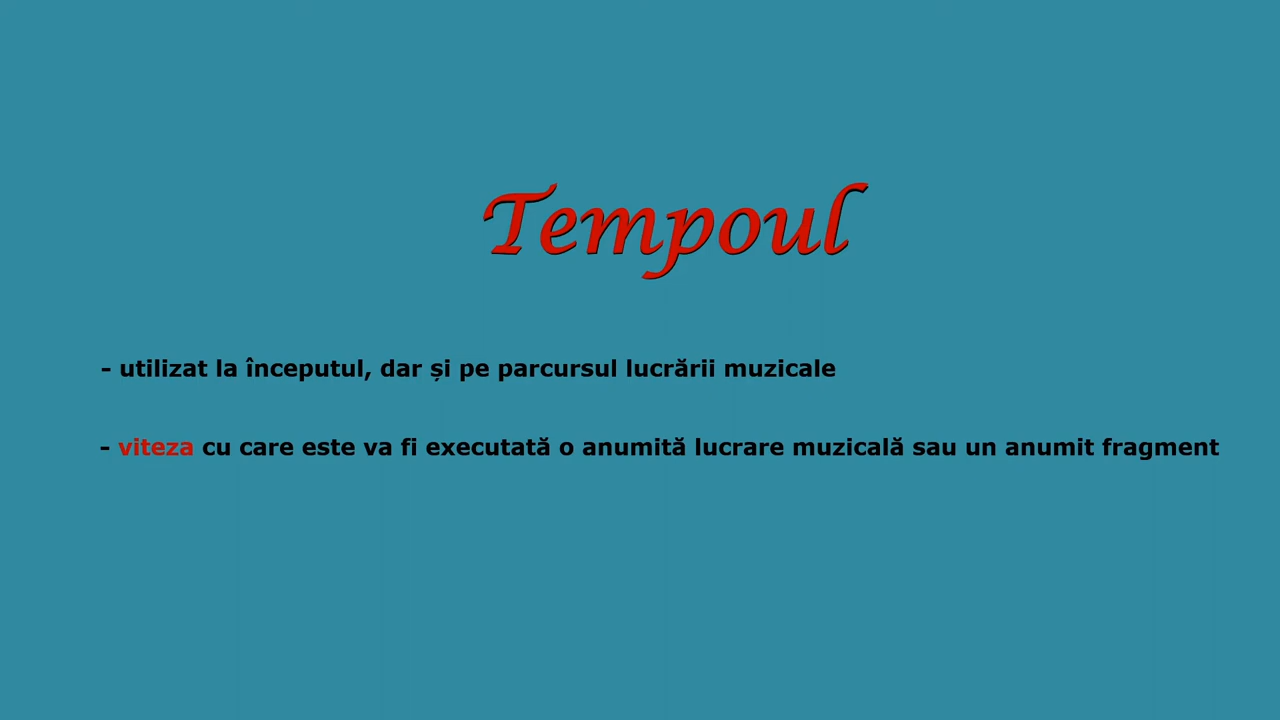 Tempoul
- utilizat la începutul, dar și pe parcursul lucrării muzicale
- viteza cu care este va fi executată o anumită lucrare muzicală sau un anumit fragment